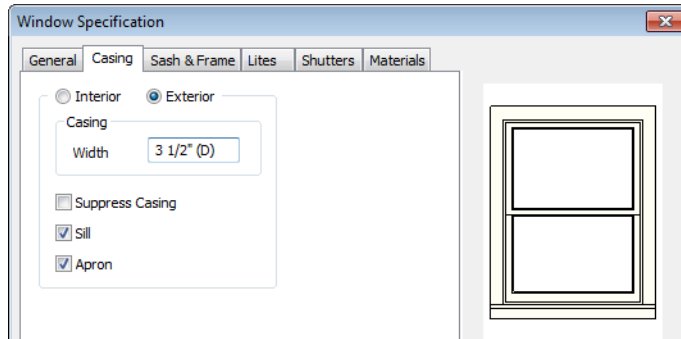 Window Specification
General Casing Sash & Frame Lites Shutters Materials
Interior Exterior
Casing
Width 3 1/2" (D)
Suppress Casing
Sill
Apron